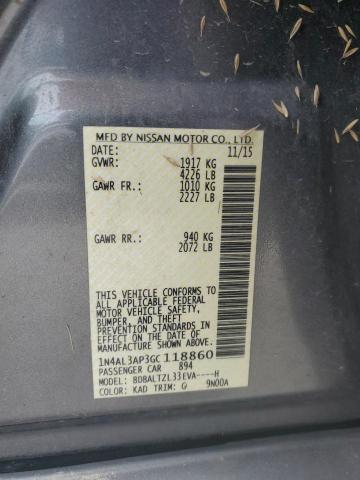 MFD BY NISSAN MOTOR CO., LTD.
DATE: 11/15
GVWR: 1917 KG
4226 LB
GAWR FR: 1010 KG
2227 LB
GAWR RR: 940 KG
2072 LB
THIS VEHICLE CONFORMS TO
ALL APPLICABLE FEDERAL
MOTOR VEHICLE SAFETY,
BUMPER, AND THEFT
PREVENTION STANDARDS
IN EFFECT ON THE DATE OF
MANUFACTURE SHOWN ABOVE.
1N4AL3AP3GC118860
PASSENGER CAR 894
MODEL: BDBALTZL33EVA----H
COLOR: KAD TRIM: G 9N00A